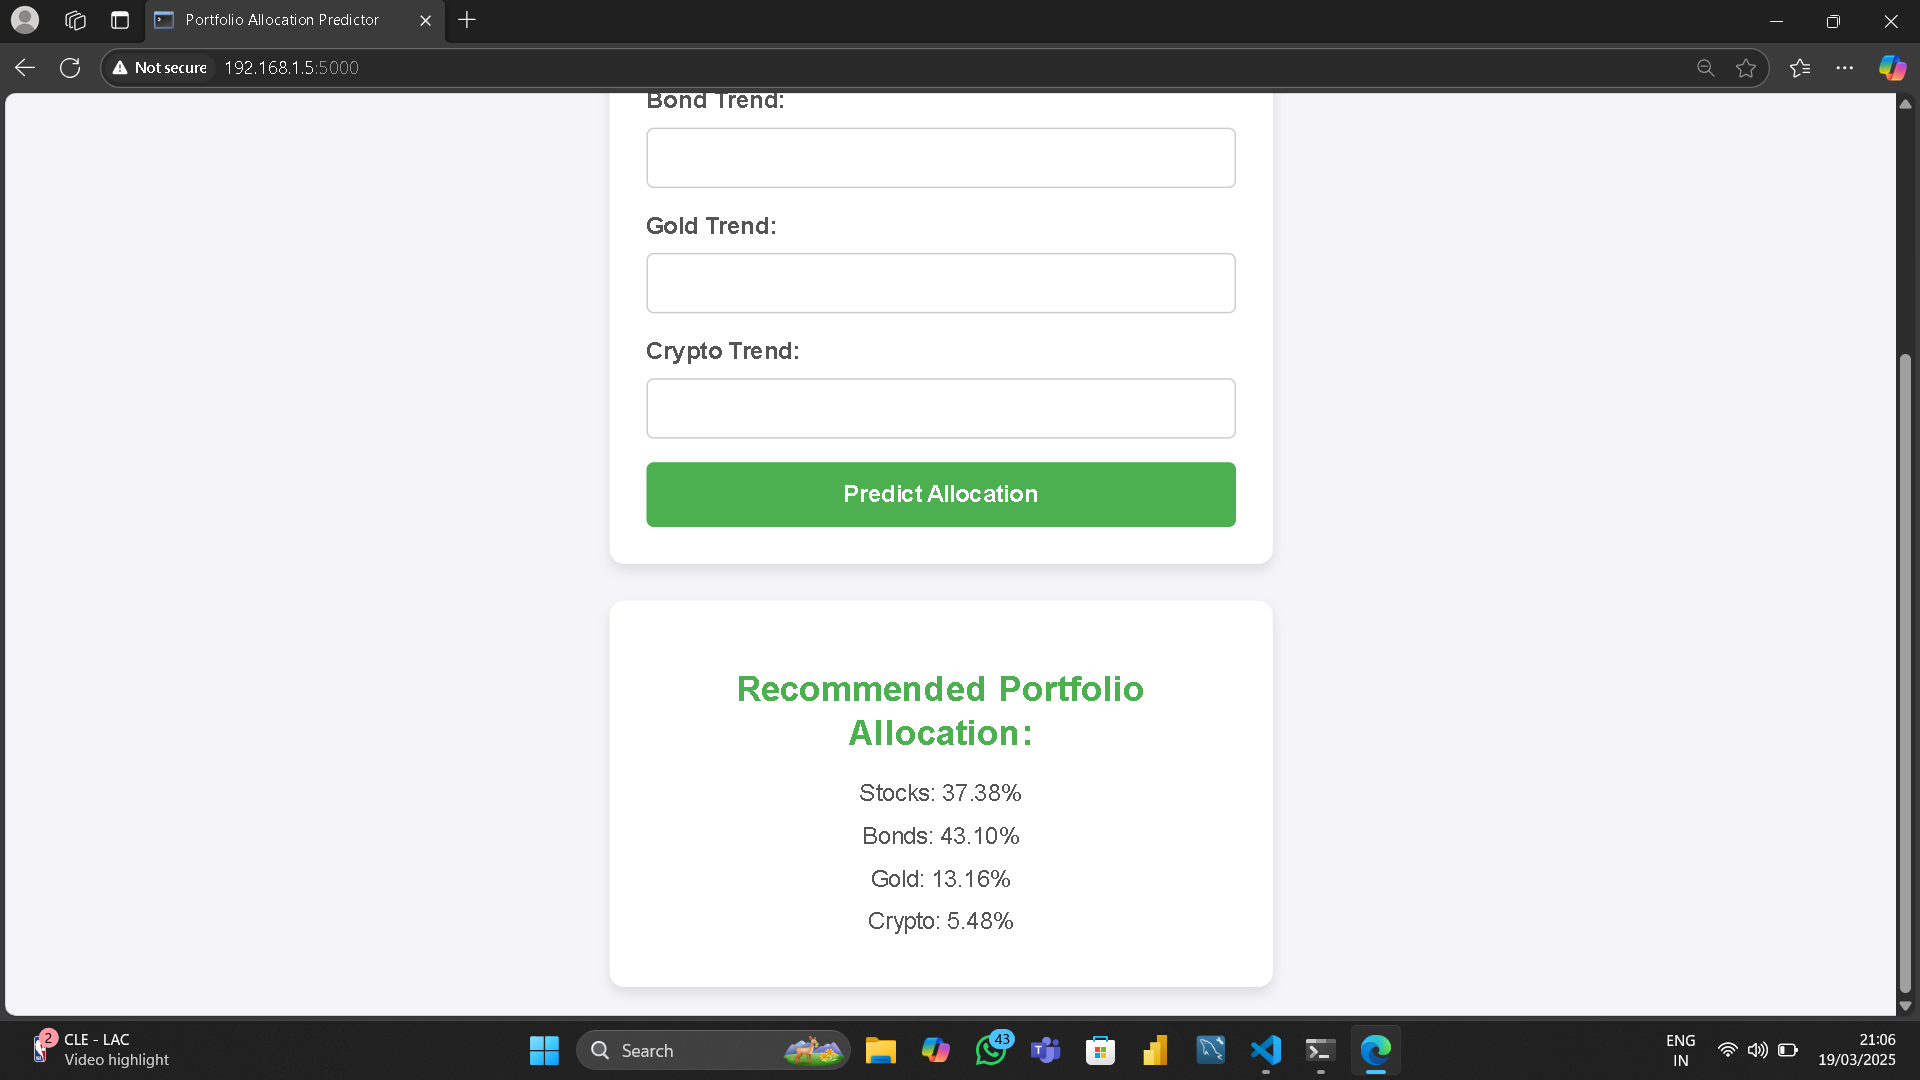 Portfolio Allocation Predictor
Not secure 192.168.1.5:5000
Bond Trend:
Gold Trend:
Crypto Trend:
Predict Allocation
Recommended Portfolio
Allocation:
Stocks: 37.38%
Bonds: 43.10%
Gold: 13.16%
Crypto: 5.48%
2
CLE - LAC
Video highlight
Search
43
ENG
IN
21:06
19/03/2025